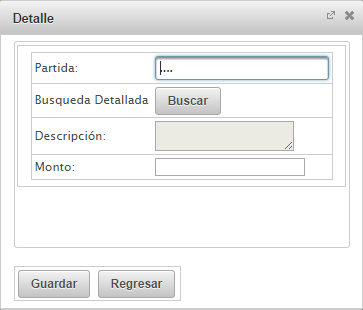 Detalle
Partida: ....
Busqueda Detallada Buscar
Descripción:
Monto:
Guardar Regresar